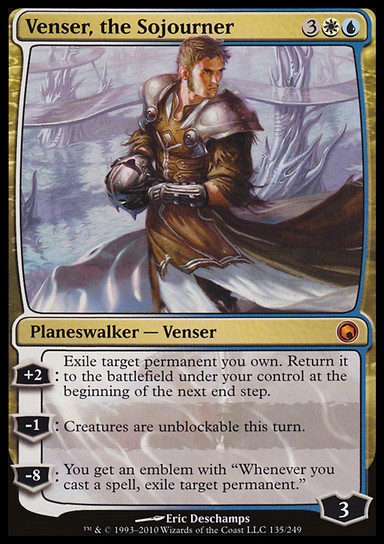 Venser, the Sojourner 3
Planeswalker — Venser
+2 : Exile target permanent you own. Return it
to the battlefield under your control at the
beginning of the next end step.
-1 : Creatures are unblockable this turn.
-8 : You get an emblem with “Whenever you
cast a spell, exile target permanent.”
Eric Deschamps
™ & © 1993–2010 Wizards of the Coast LLC 135/249
3